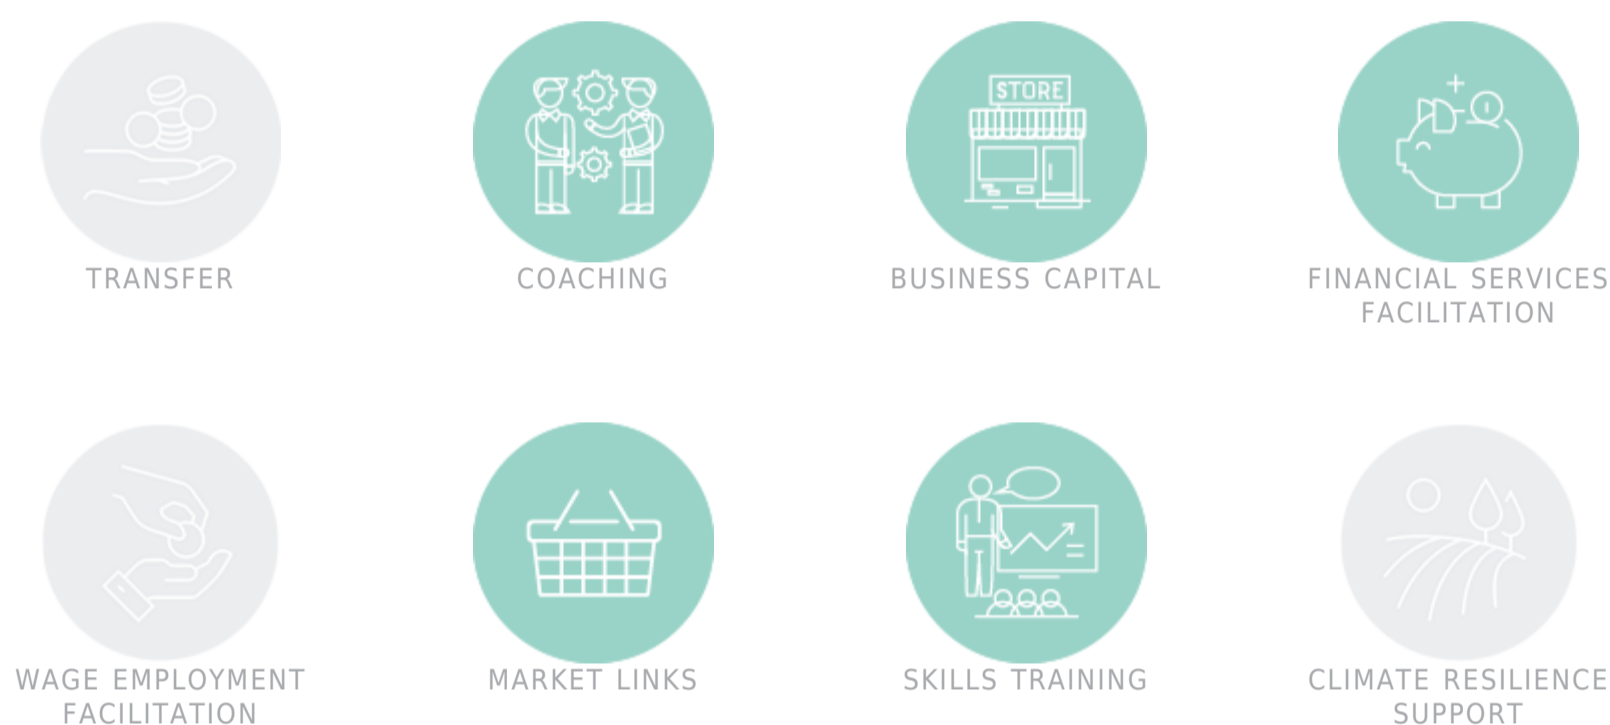 STORE
TRANSFER
COACHING
BUSINESS CAPITAL
FINANCIAL SERVICES
FACILITATION
WAGE EMPLOYMENT
FACILITATION
MARKET LINKS
SKILLS TRAINING
CLIMATE RESILIENCE
SUPPORT